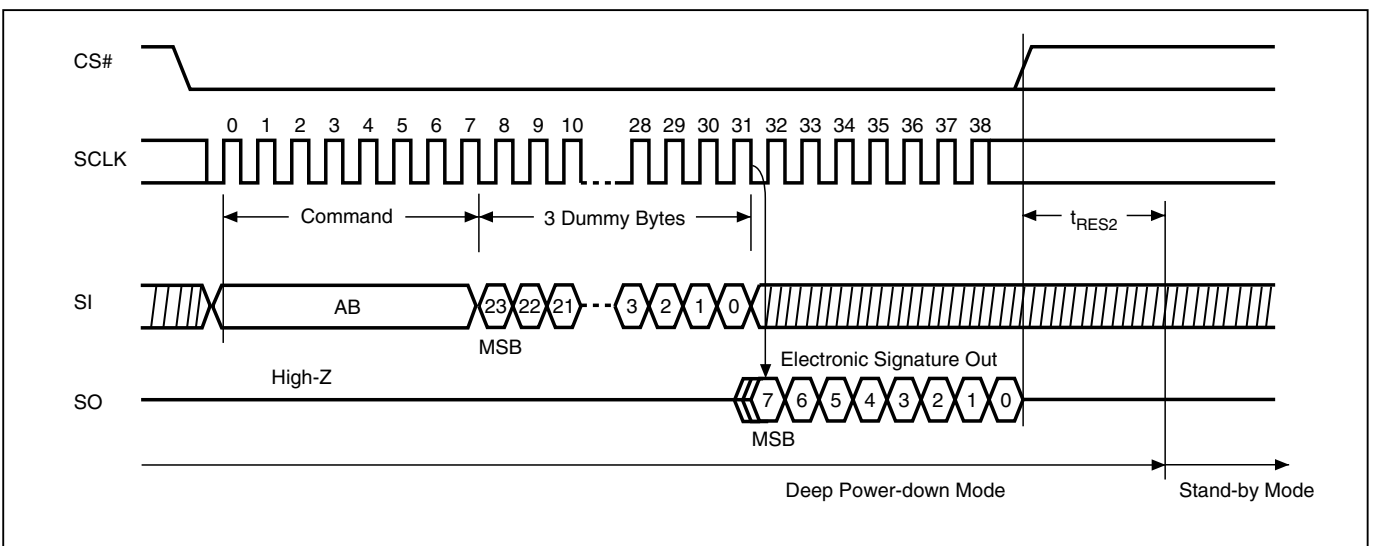 CS#
0 1 2 3 4 5 6 7 8 9 10 28 29 30 31 32 33 34 35 36 37 38
SCLK
Command 3 Dummy Bytes tRES2
SI AB 23 22 21 3 2 1 0
MSB
High-Z Electronic Signature Out
SO 7 6 5 4 3 2 1 0
MSB
Deep Power-down Mode Stand-by Mode